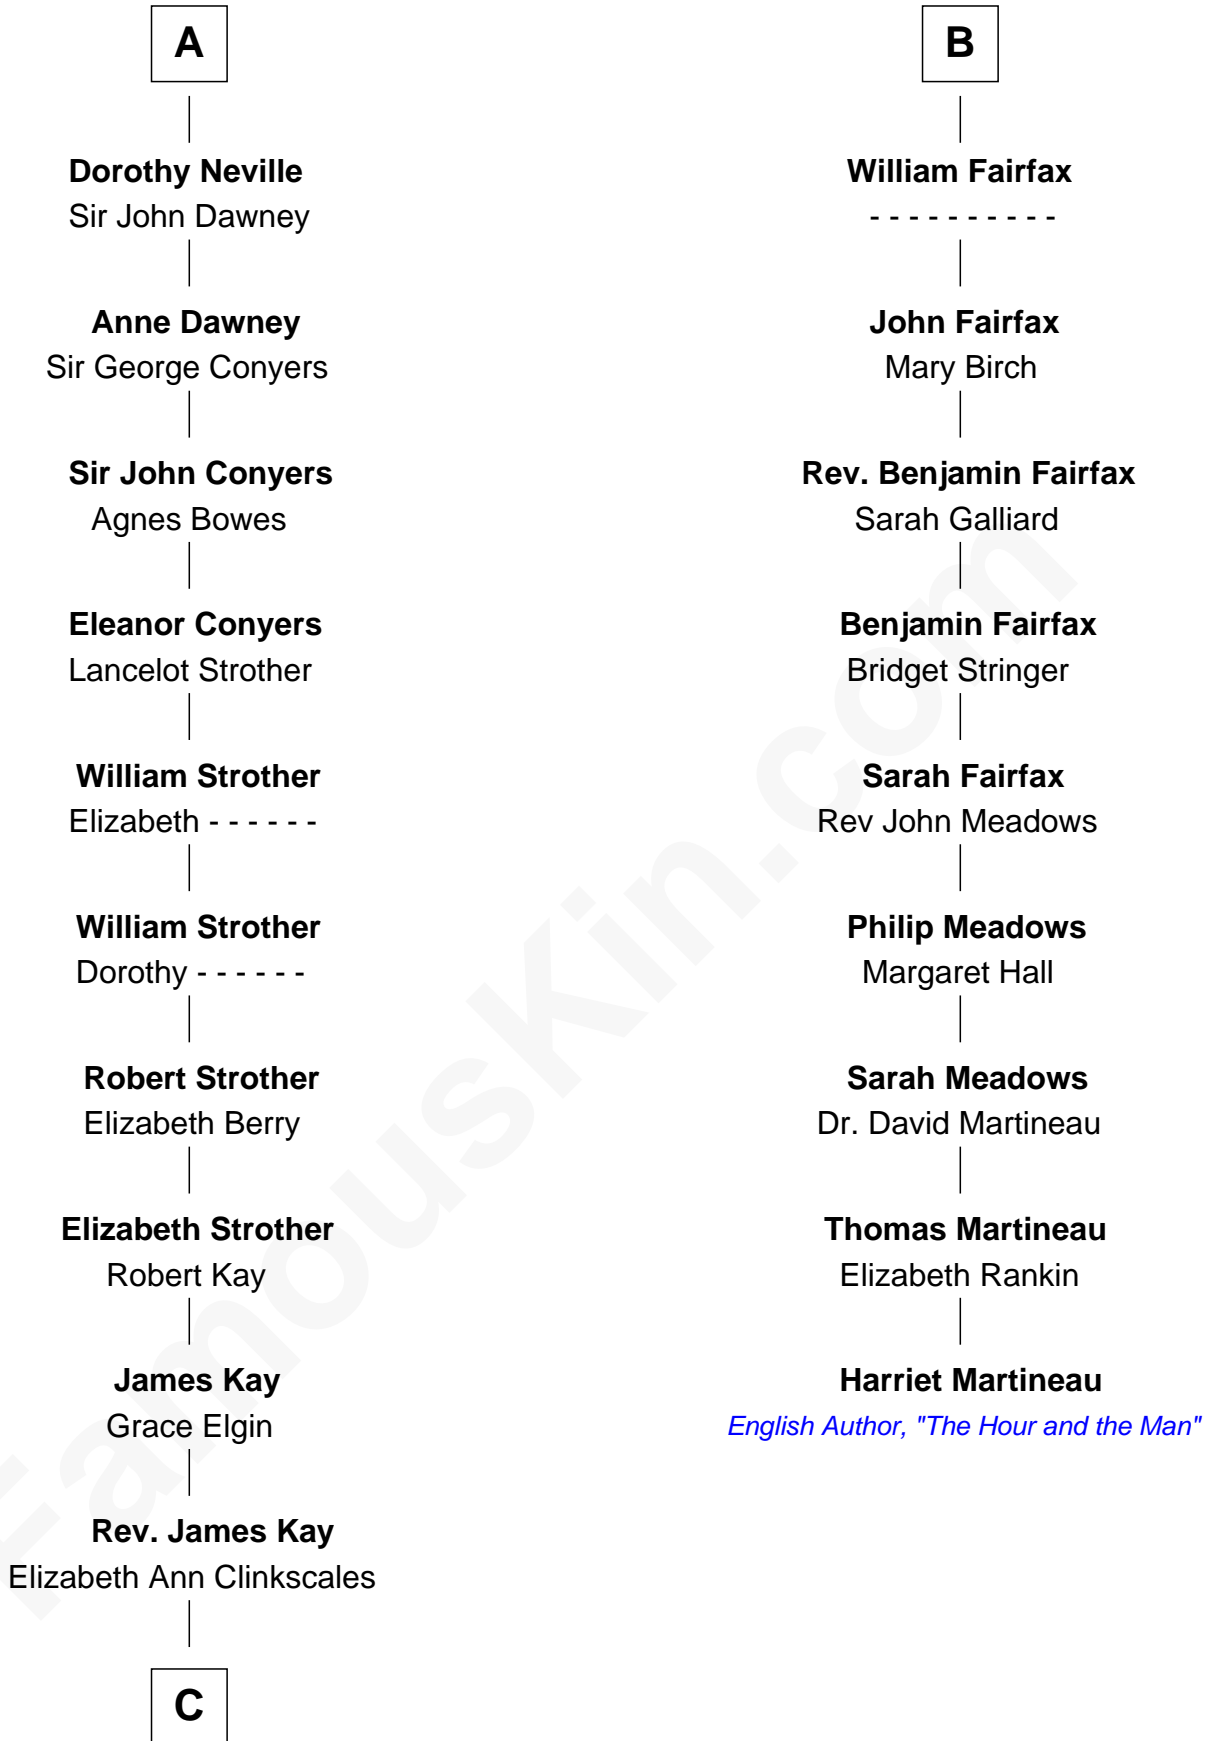 A
Dorothy Neville
Sir John Dawney
Anne Dawney
Sir George Conyers
Sir John Conyers
Agnes Bowes
Eleanor Conyers
Lancelot Strother
William Strother
Elizabeth - - - - - -
William Strother
Dorothy - - - - - -
Robert Strother
Elizabeth Berry
Elizabeth Strother
Robert Kay
James Kay
Grace Elgin
Rev. James Kay
Elizabeth Ann Clinkscales
C
B
William Fairfax
- - - - - - - - - -
John Fairfax
Mary Birch
Rev. Benjamin Fairfax
Sarah Galliard
Benjamin Fairfax
Bridget Stringer
Sarah Fairfax
Rev John Meadows
Philip Meadows
Margaret Hall
Sarah Meadows
Dr. David Martineau
Thomas Martineau
Elizabeth Rankin
Harriet Martineau
English Author, "The Hour and the Man"
FamousKin.com